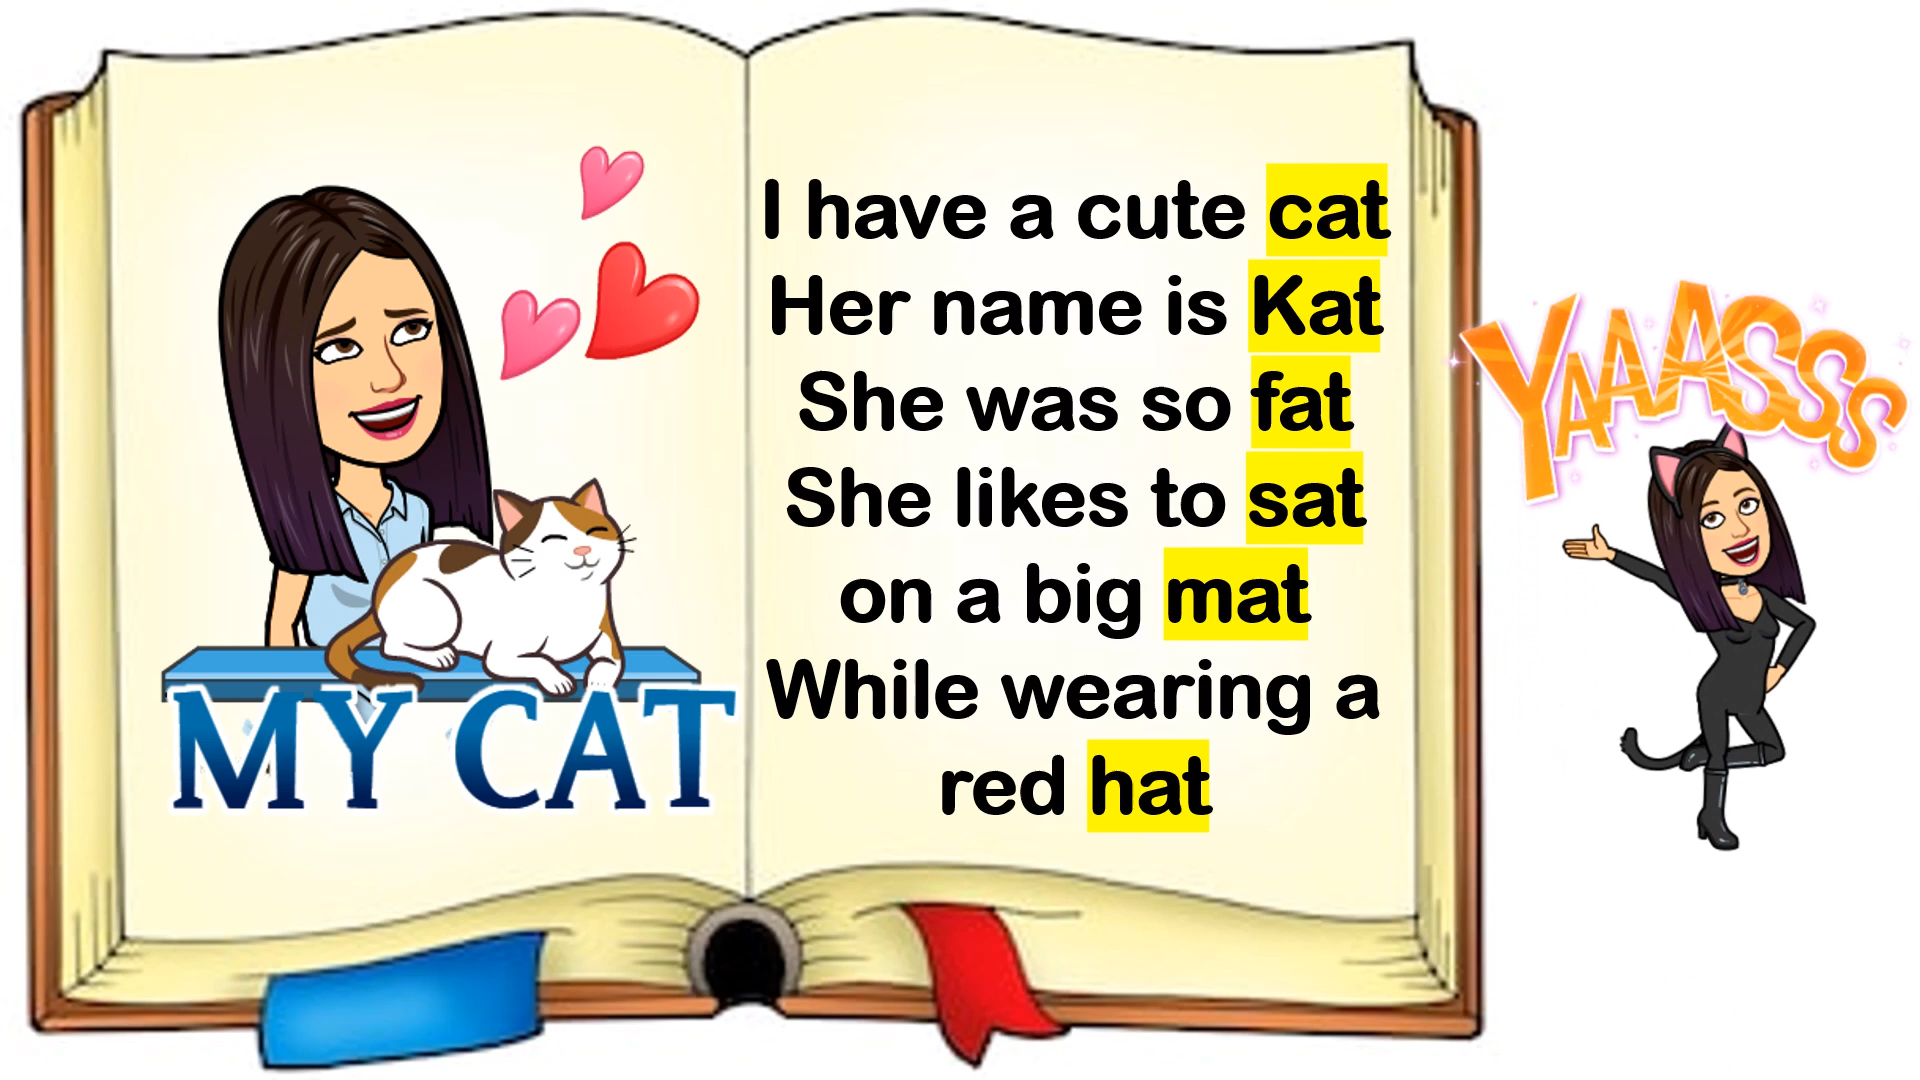 MY CAT
I have a cute cat
Her name is Kat
She was so fat
She likes to sat
on a big mat
While wearing a
red hat
YAAASSS